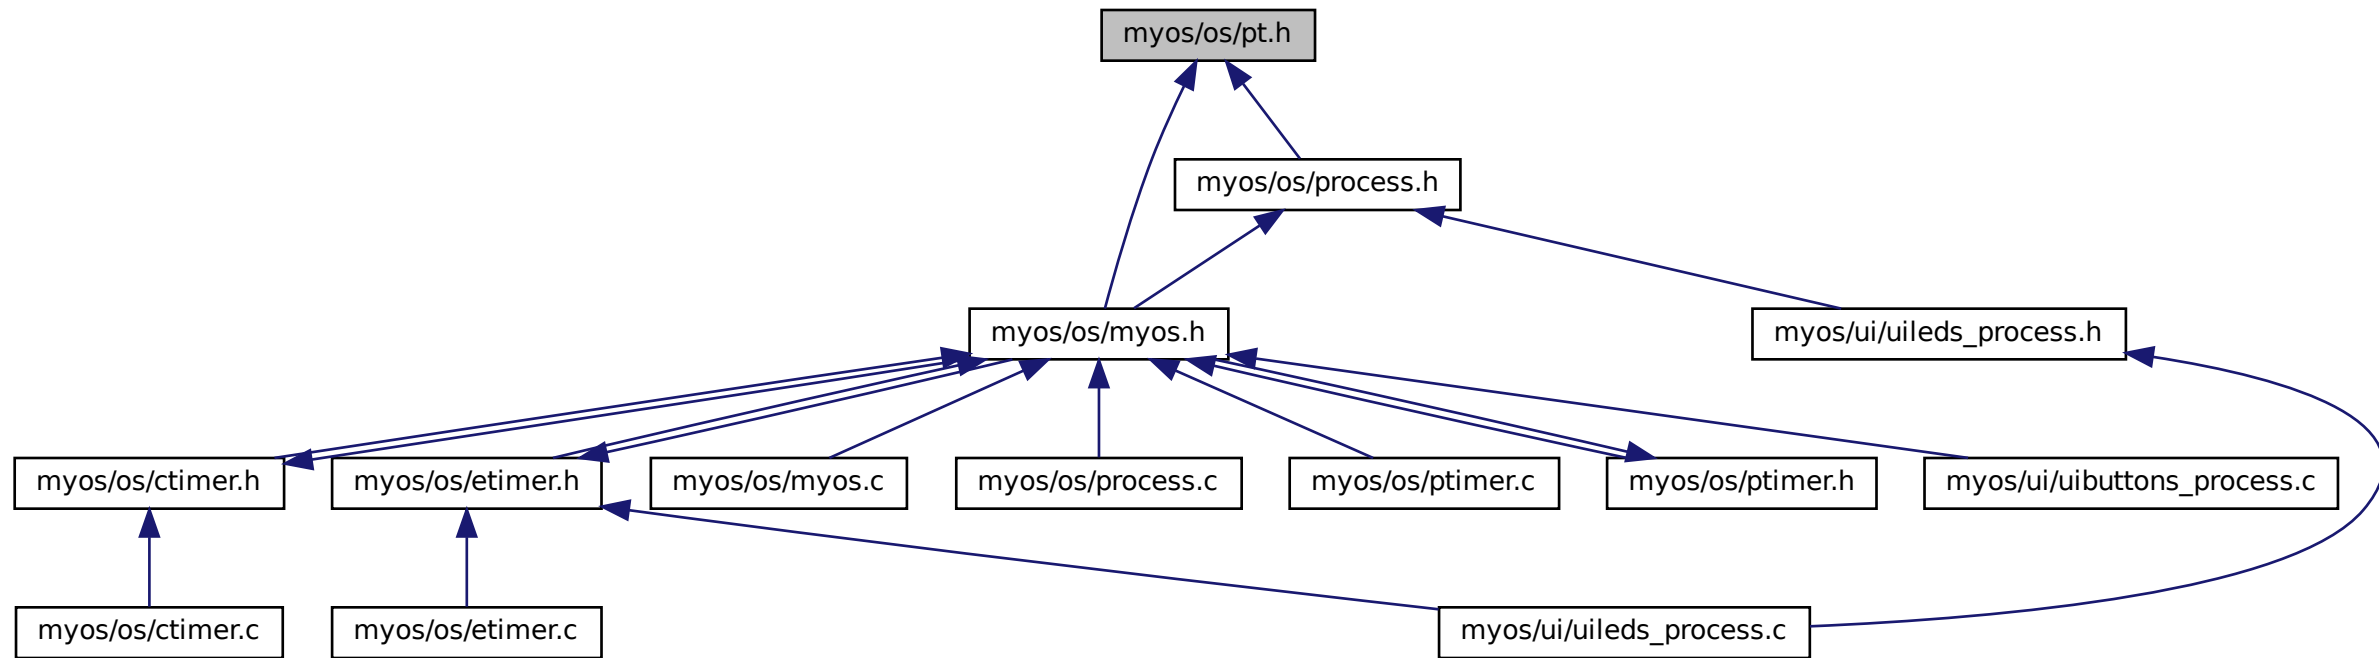 myos/os/pt.h
myos/os/process.h
myos/os/myos.h
myos/ui/uileds_process.h
myos/os/ctimer.h
myos/os/etimer.h
myos/os/myos.c
myos/os/process.c
myos/os/ptimer.c
myos/os/ptimer.h
myos/ui/uibuttons_process.c
myos/os/ctimer.c
myos/os/etimer.c
myos/ui/uileds_process.c